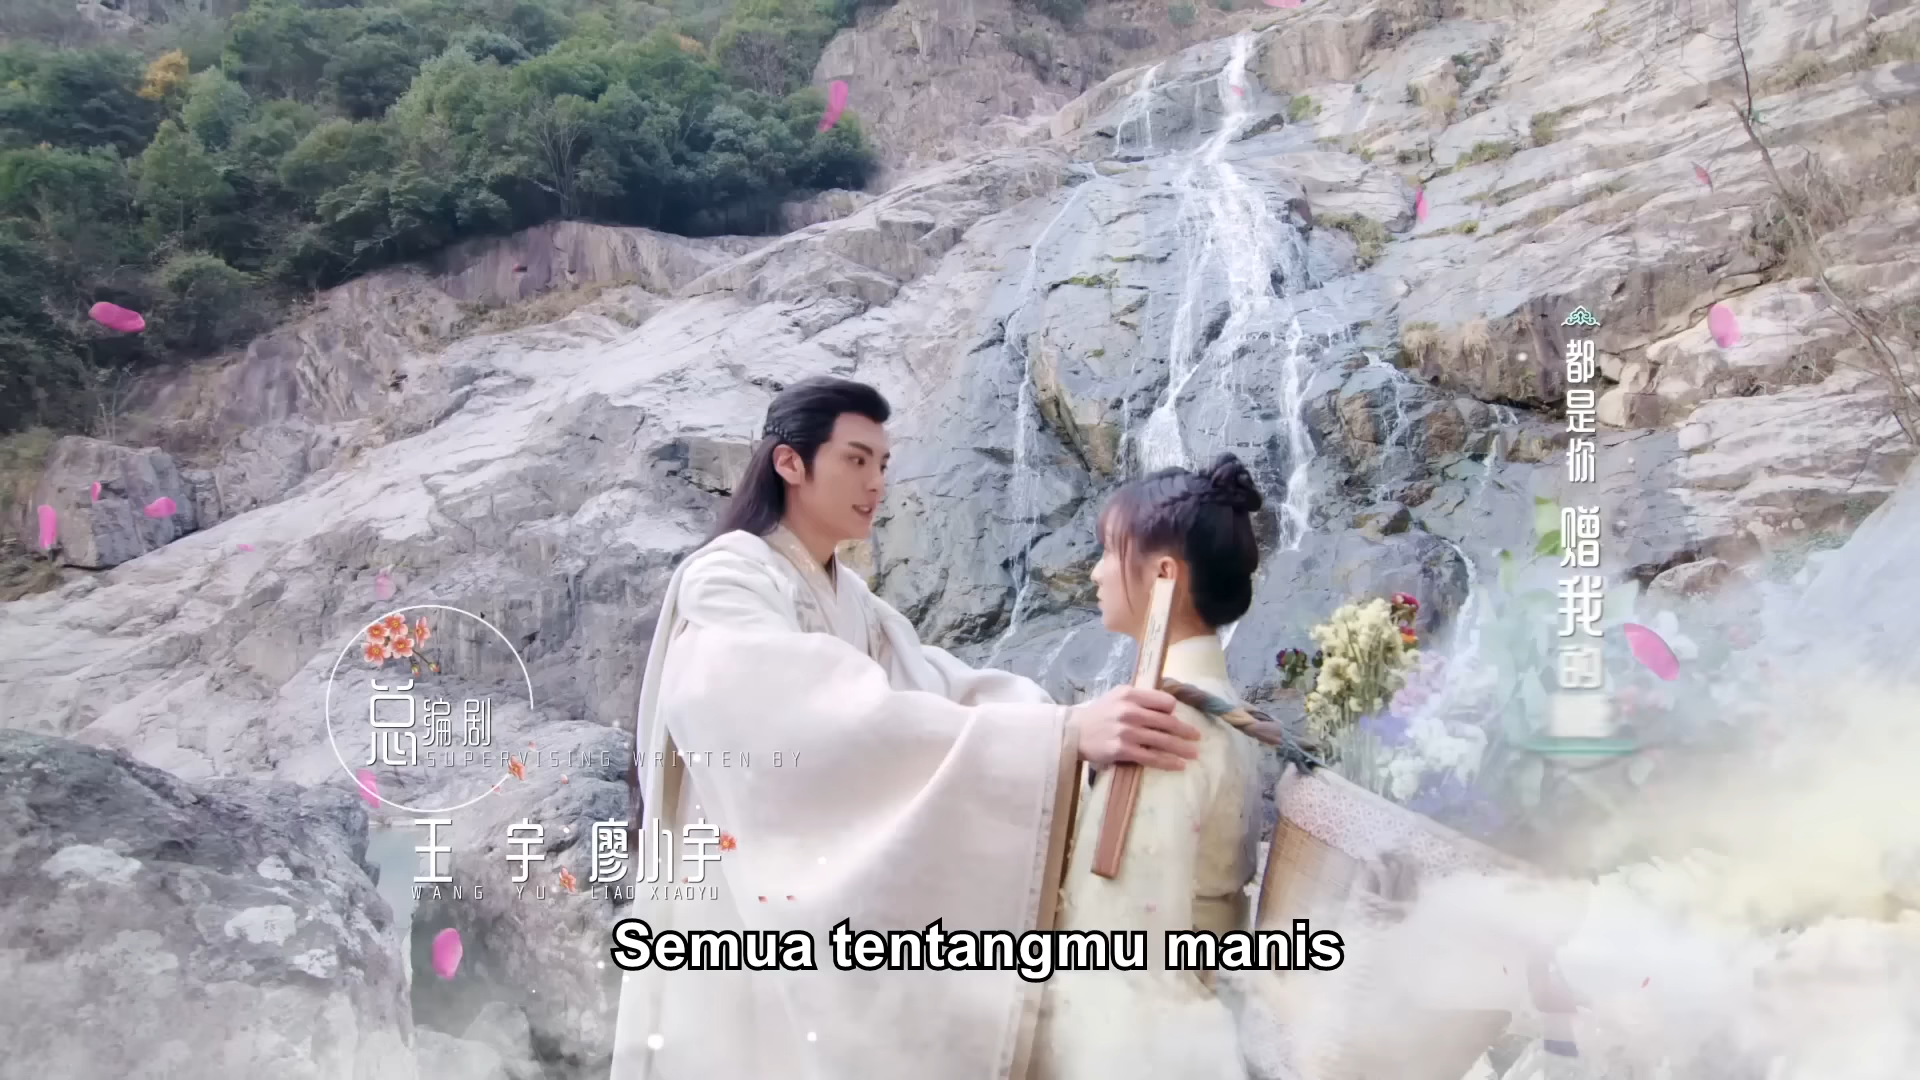 都是你 赠我的
总编剧
SUPERVISING WRITTEN BY
王 宇 廖小宇
WANG YU LIAO XIAOYU
Semua tentangmu manis